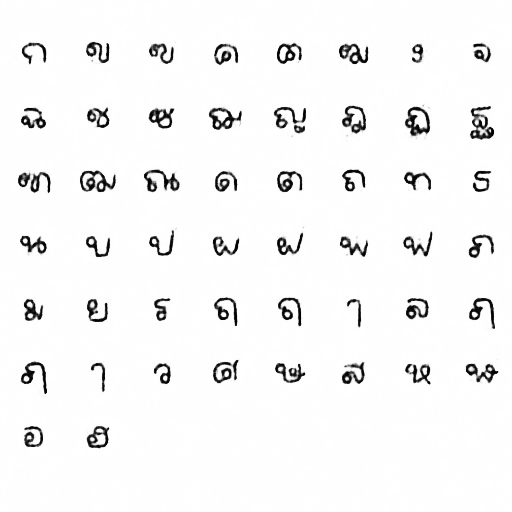 ก ข ฃ ค ฅ ฆ ง จ
ฉ ช ซ ฌ ญ ฎ ฏ ฐ
ฑ ฒ ณ ด ต ถ ท ธ
น บ ป ผ ฝ พ ฟ ภ
ม ย ร ฤ ฤ ๅ ล ฦ
ฦ ๅ ว ศ ษ ส ห ฬ
อ ฮ